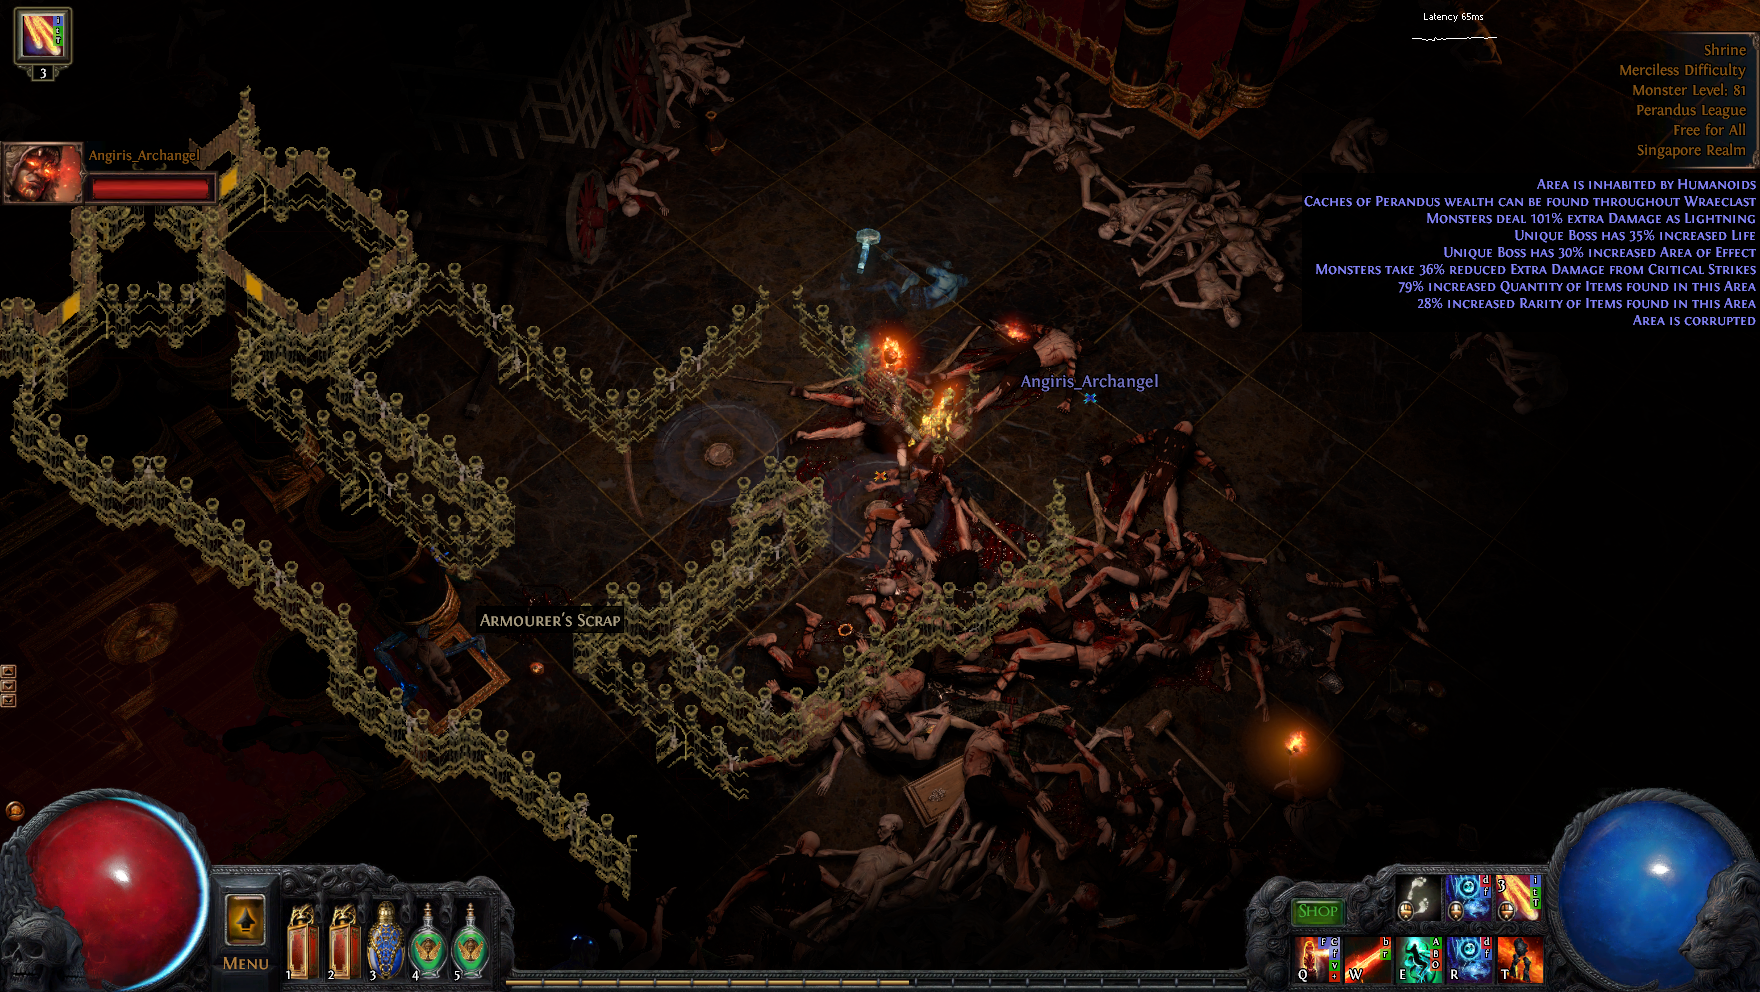 Latency 65ms
3
Shrine
Merciless Difficulty
Monster Level: 81
Perandus League
Free for All
Singapore Realm
Angiris_Archangel
Area is inhabited by Humanoids
Caches of Perandus wealth can be found throughout Wraeclast
Monsters deal 101% extra Damage as Lightning
Unique Boss has 35% increased Life
Unique Boss has 30% increased Area of Effect
Monsters take 36% reduced Extra Damage from Critical Strikes
79% increased Quantity of Items found in this Area
28% increased Rarity of Items found in this Area
Area is corrupted
Angiris_Archangel
Armourer's Scrap
Menu
1 2 3 4 5
Shop
3
Q W E R T